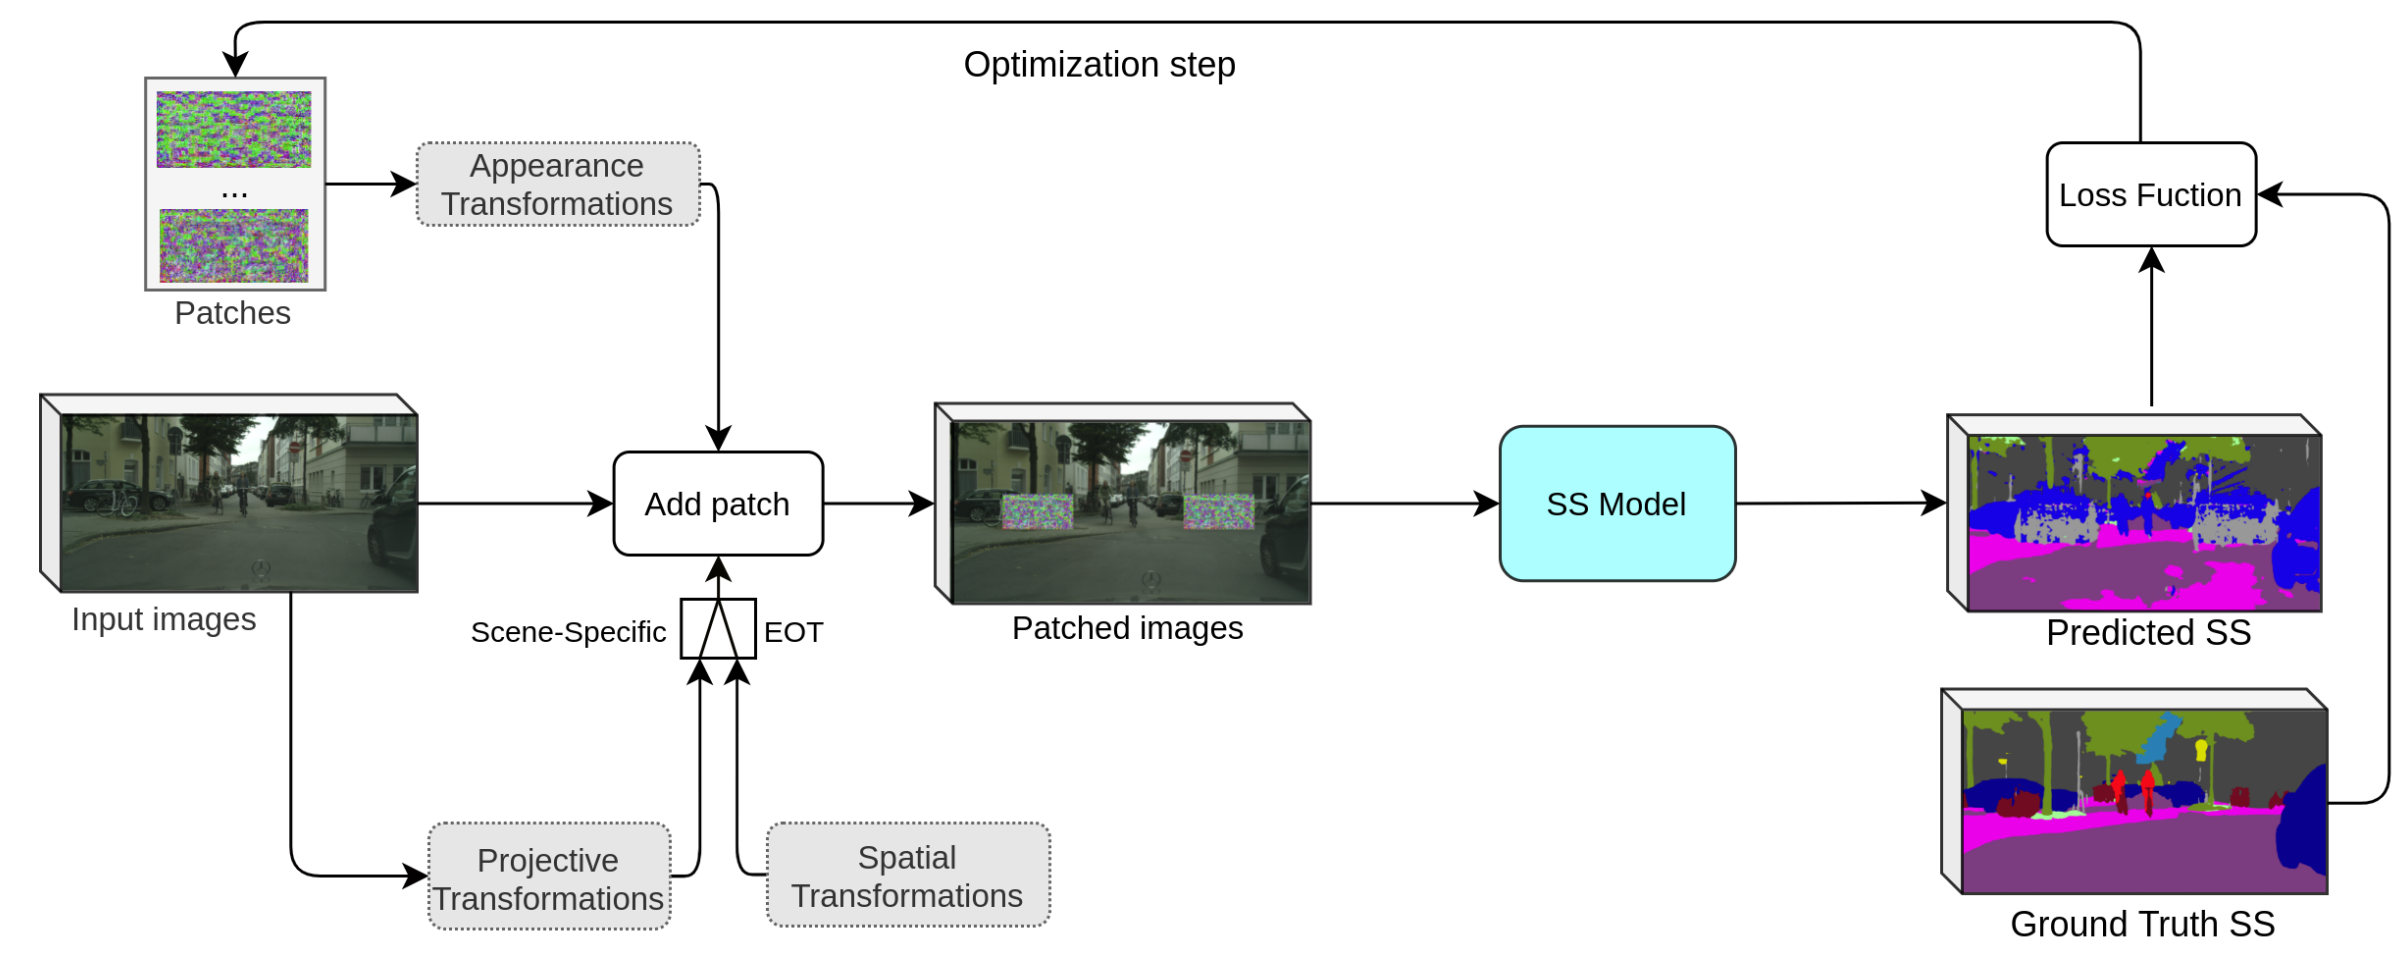 Optimization step
Appearance
Transformations
...
Patches
Loss Fuction
Input images
Add patch
Scene-Specific
EOT
Patched images
SS Model
Predicted SS
Projective
Transformations
Spatial
Transformations
Ground Truth SS